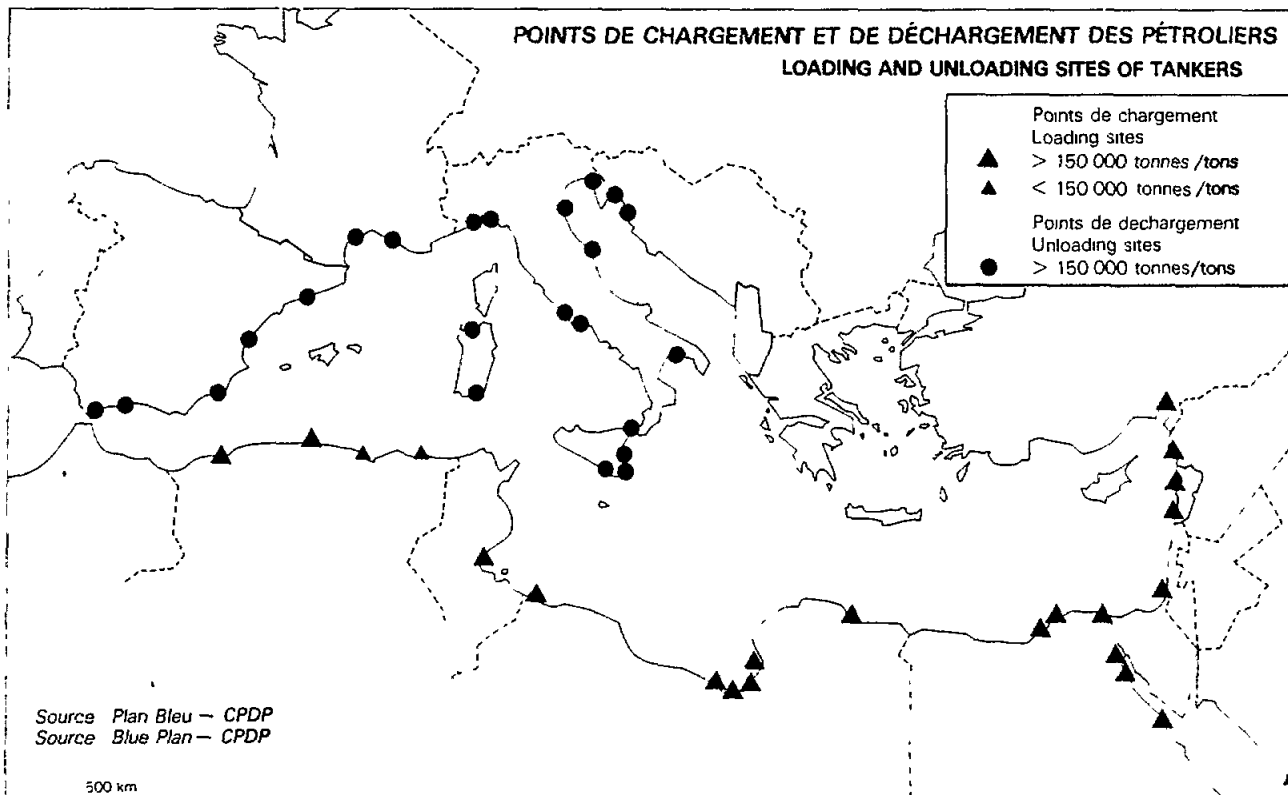 POINTS DE CHARGEMENT ET DE DÉCHARGEMENT DES PÉTROLIERS
LOADING AND UNLOADING SITES OF TANKERS
Points de chargement
Loading sites
> 150 000 tonnes /tons
< 150 000 tonnes /tons
Points de dechargement
Unloading sites
> 150 000 tonnes/tons
Source Plan Bleu — CPDP
Source Blue Plan — CPDP
500 km